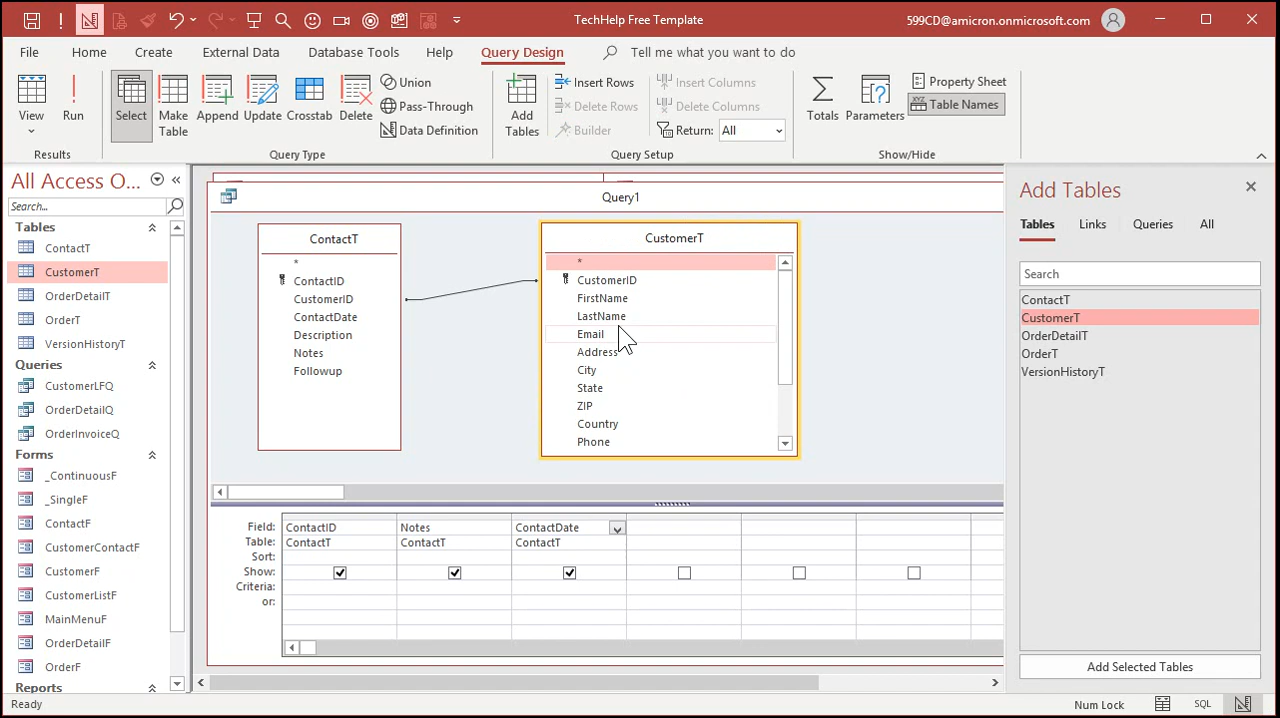 TechHelp Free Template
599CD@amicron.onmicrosoft.com
File Home Create External Data Database Tools Help Query Design Tell me what you want to do
View
Run
Results
Select
Make
Table
Append
Update
Crosstab
Delete
Union
Pass-Through
Data Definition
Query Type
Add
Tables
Insert Rows
Delete Rows
Builder
Insert Columns
Delete Columns
Return: All
Query Setup
Totals
Parameters
Property Sheet
XYZ
Table Names
Show/Hide
All Access O...
Search...
Tables
ContactT
CustomerT
OrderDetailT
OrderT
VersionHistoryT
Queries
CustomerLFQ
OrderDetailQ
OrderInvoiceQ
Forms
_ContinuousF
_SingleF
ContactF
CustomerContactF
CustomerF
CustomerListF
MainMenuF
OrderDetailF
OrderF
Reports
Query1
ContactT
*
ContactID
CustomerID
ContactDate
Description
Notes
Followup
CustomerT
*
CustomerID
FirstName
LastName
Email
Address
City
State
ZIP
Country
Phone
Field: ContactID Notes ContactDate
Table: ContactT ContactT ContactT
Sort:
Show:
Criteria:
or:
Add Tables
Tables Links Queries All
Search
ContactT
CustomerT
OrderDetailT
OrderT
VersionHistoryT
Add Selected Tables
Ready
Num Lock
SQL